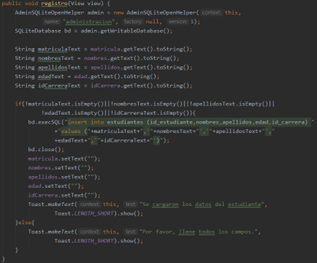 public void registro(View view) {
AdminSQLiteOpenHelper admin = new AdminSQLiteOpenHelper( context: this,
name: "administracion", factory: null, version: 1);
SQLiteDatabase bd = admin.getWritableDatabase();
String matriculaText = matricula.getText().toString();
String nombresText = nombres.getText().toString();
String apellidosText = apellidos.getText().toString();
String edadText = edad.getText().toString();
String idCarreraText = idCarrera.getText().toString();
if(!matriculaText.isEmpty()||!nombresText.isEmpty()||!apellidosText.isEmpty()||
!edadText.isEmpty()||!idCarreraText.isEmpty()){
bd.execSQL("insert into estudiantes (id_estudiante,nombres,apellidos,edad,id_carrera) "
+"values ("+matriculaText+",'"+nombresText+"','"+apellidosText+"',
+edadText+",'"+idCarreraText+"')");
bd.close();
matricula.setText("");
nombres.setText("");
apellidos.setText("");
edad.setText("");
idCarrera.setText("");
Toast.makeText( context: this, text: "Se cargaron los datos del estudiante",
Toast.LENGTH_SHORT).show();
}else{
Toast.makeText( context: this, text: "Por favor, llene todos los campos.",
Toast.LENGTH_SHORT).show();
}
}